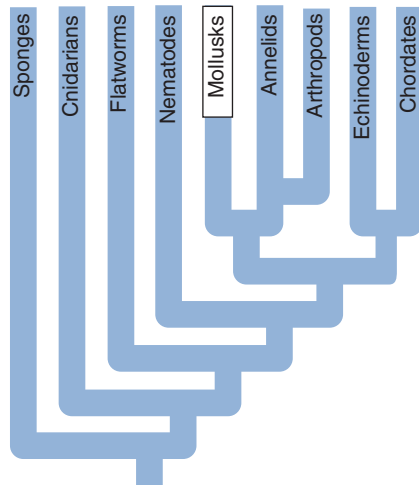 Sponges
Cnidarians
Flatworms
Nematodes
Mollusks
Annelids
Arthropods
Echinoderms
Chordates